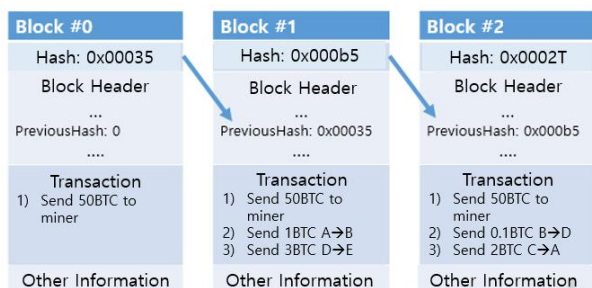 Block #0
Hash: 0x00035
Block Header
...
PreviousHash: 0
....
Transaction
1) Send 50BTC to
miner
Other Information
Block #1
Hash: 0x000b5
Block Header
...
PreviousHash: 0x00035
....
Transaction
1) Send 50BTC to
miner
2) Send 1BTC A→B
3) Send 3BTC D→E
Other Information
Block #2
Hash: 0x0002T
Block Header
...
PreviousHash: 0x000b5
....
Transaction
1) Send 50BTC to
miner
2) Send 0.1BTC B→D
3) Send 2BTC C→A
Other Information